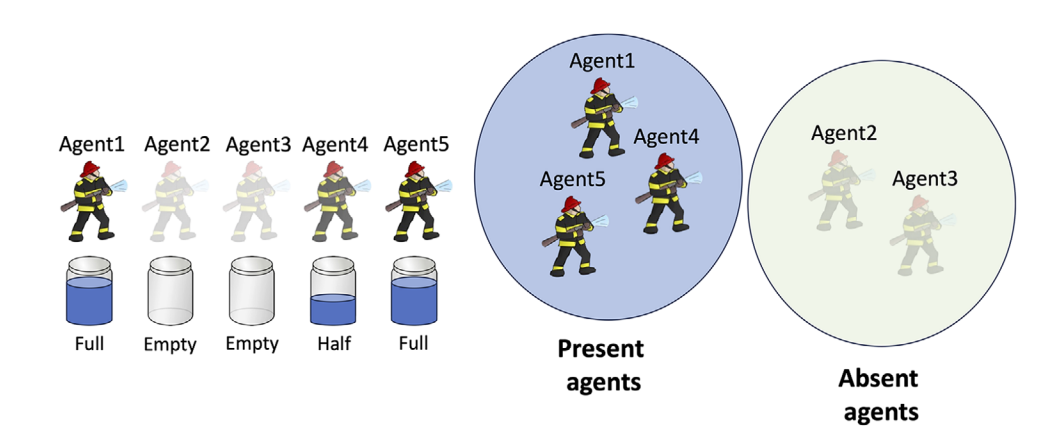 Agent1 Agent2 Agent3 Agent4 Agent5
Full Empty Empty Half Full
Agent1
Agent4
Agent5
Present
agents
Agent2
Agent3
Absent
agents